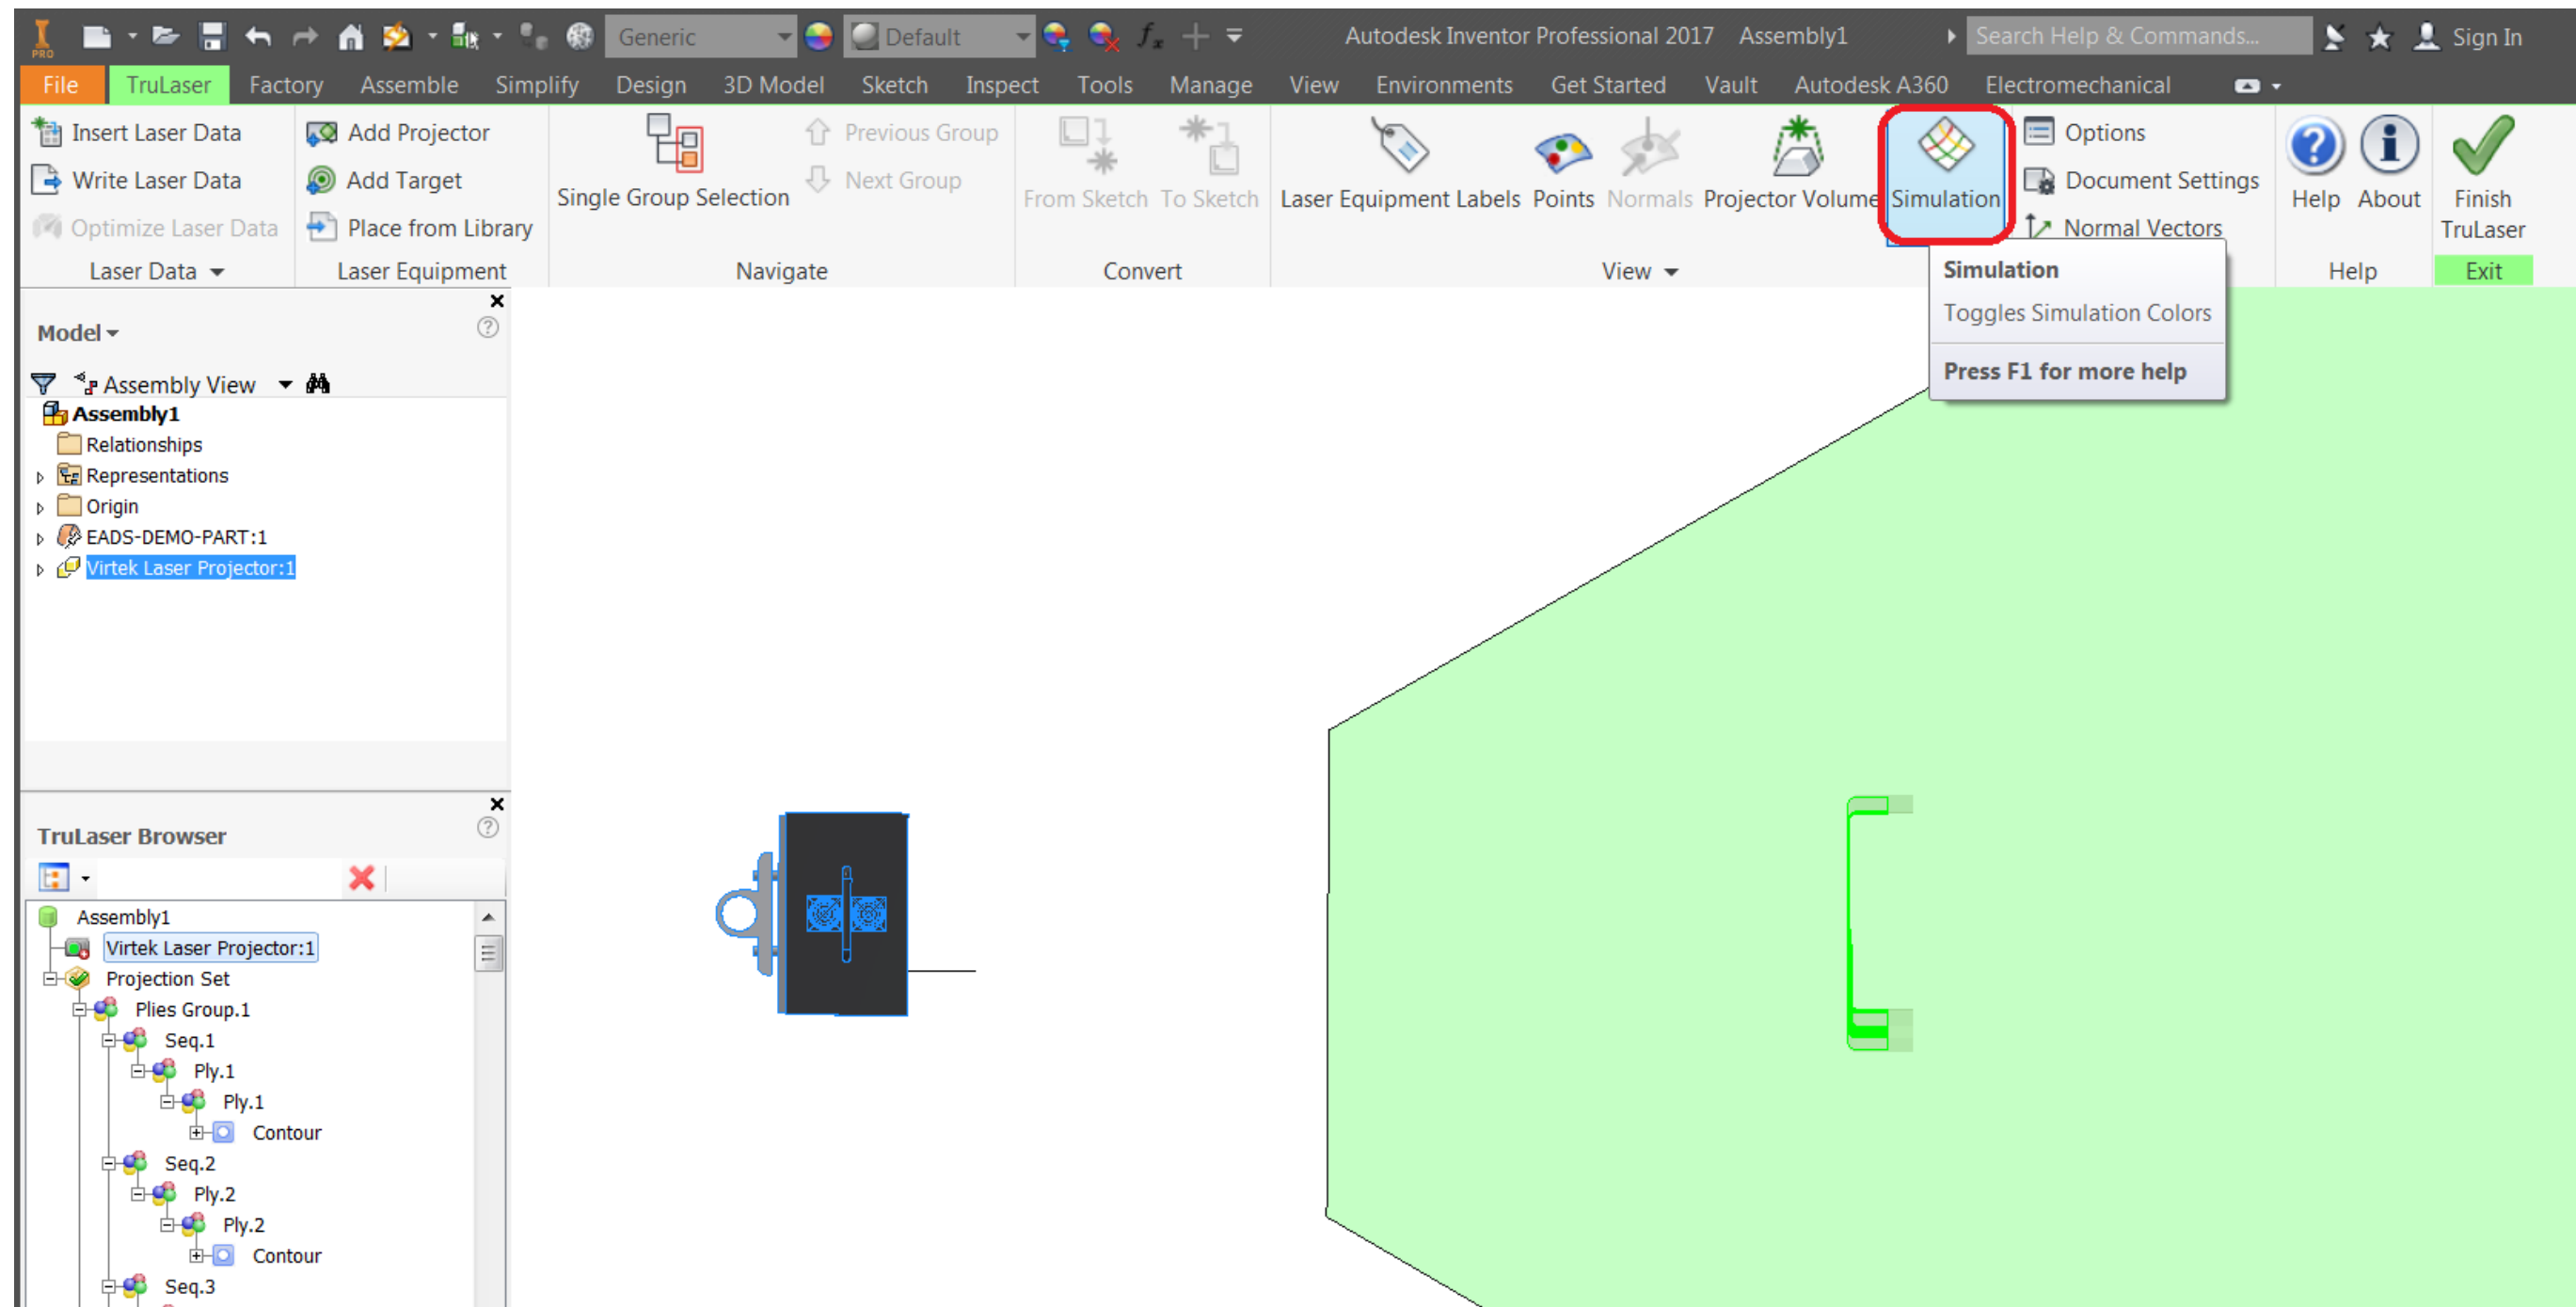 PRO Generic Default Autodesk Inventor Professional 2017 Assembly1 Search Help & Commands... Sign In
File TruLaser Factory Assemble Simplify Design 3D Model Sketch Inspect Tools Manage View Environments Get Started Vault Autodesk A360 Electromechanical
Insert Laser Data
Write Laser Data
Optimize Laser Data
Laser Data
Add Projector
Add Target
Place from Library
Laser Equipment
Single Group Selection
Previous Group
Next Group
Navigate
From Sketch To Sketch
Convert
Laser Equipment Labels Points Normals Projector Volume Simulation
View
Options
Document Settings
Normal Vectors
Help About
Help
Finish
TruLaser
Exit
Simulation
Toggles Simulation Colors
Press F1 for more help
Model
Assembly View
Assembly1
Relationships
Representations
Origin
EADS-DEMO-PART:1
Virtek Laser Projector:1
TruLaser Browser
Assembly1
Virtek Laser Projector:1
Projection Set
Plies Group.1
Seq.1
Ply.1
Ply.1
Contour
Seq.2
Ply.2
Ply.2
Contour
Seq.3